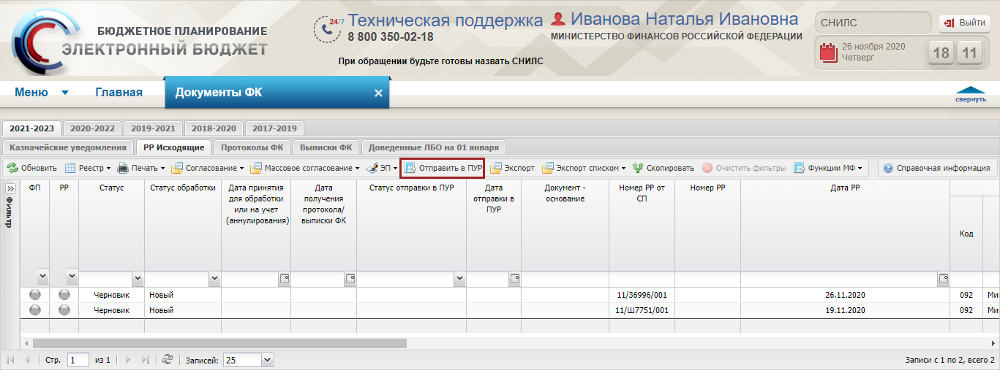 БЮДЖЕТНОЕ ПЛАНИРОВАНИЕ
ЭЛЕКТРОННЫЙ БЮДЖЕТ
24/7 Техническая поддержка
8 800 350-02-18
При обращении будьте готовы назвать СНИЛС
Иванова Наталья Ивановна
МИНИСТЕРСТВО ФИНАНСОВ РОССИЙСКОЙ ФЕДЕРАЦИИ
СНИЛС
Выйти
26 ноября 2020
Четверг
18 11
Меню Главная Документы ФК
свернуть
2021-2023 2020-2022 2019-2021 2018-2020 2017-2019
Казначейские уведомления РР Исходящие Протоколы ФК Выписки ФК Доведенные ЛБО на 01 января
Обновить Реестр Печать Согласование Массовое согласование ЭП Отправить в ПУР Экспорт Экспорт списком Скопировать Очистить фильтры Функции МФ Справочная информация
Фильтр
ФП
РР
Статус
Статус обработки
Дата принятия
для обработки
или на учет
(аннулирования)
Дата
получения
протокола/
выписки ФК
Статус отправки в ПУР
Дата
отправки в
ПУР
Документ -
основание
Номер РР от
СП
Номер РР
Дата РР
Код
Черновик Новый 11/36996/001 26.11.2020 092 Ми
Черновик Новый 11/Ш7751/001 19.11.2020 092 Ми
Стр. 1 из 1 Записей: 25 Записи с 1 по 2, всего 2